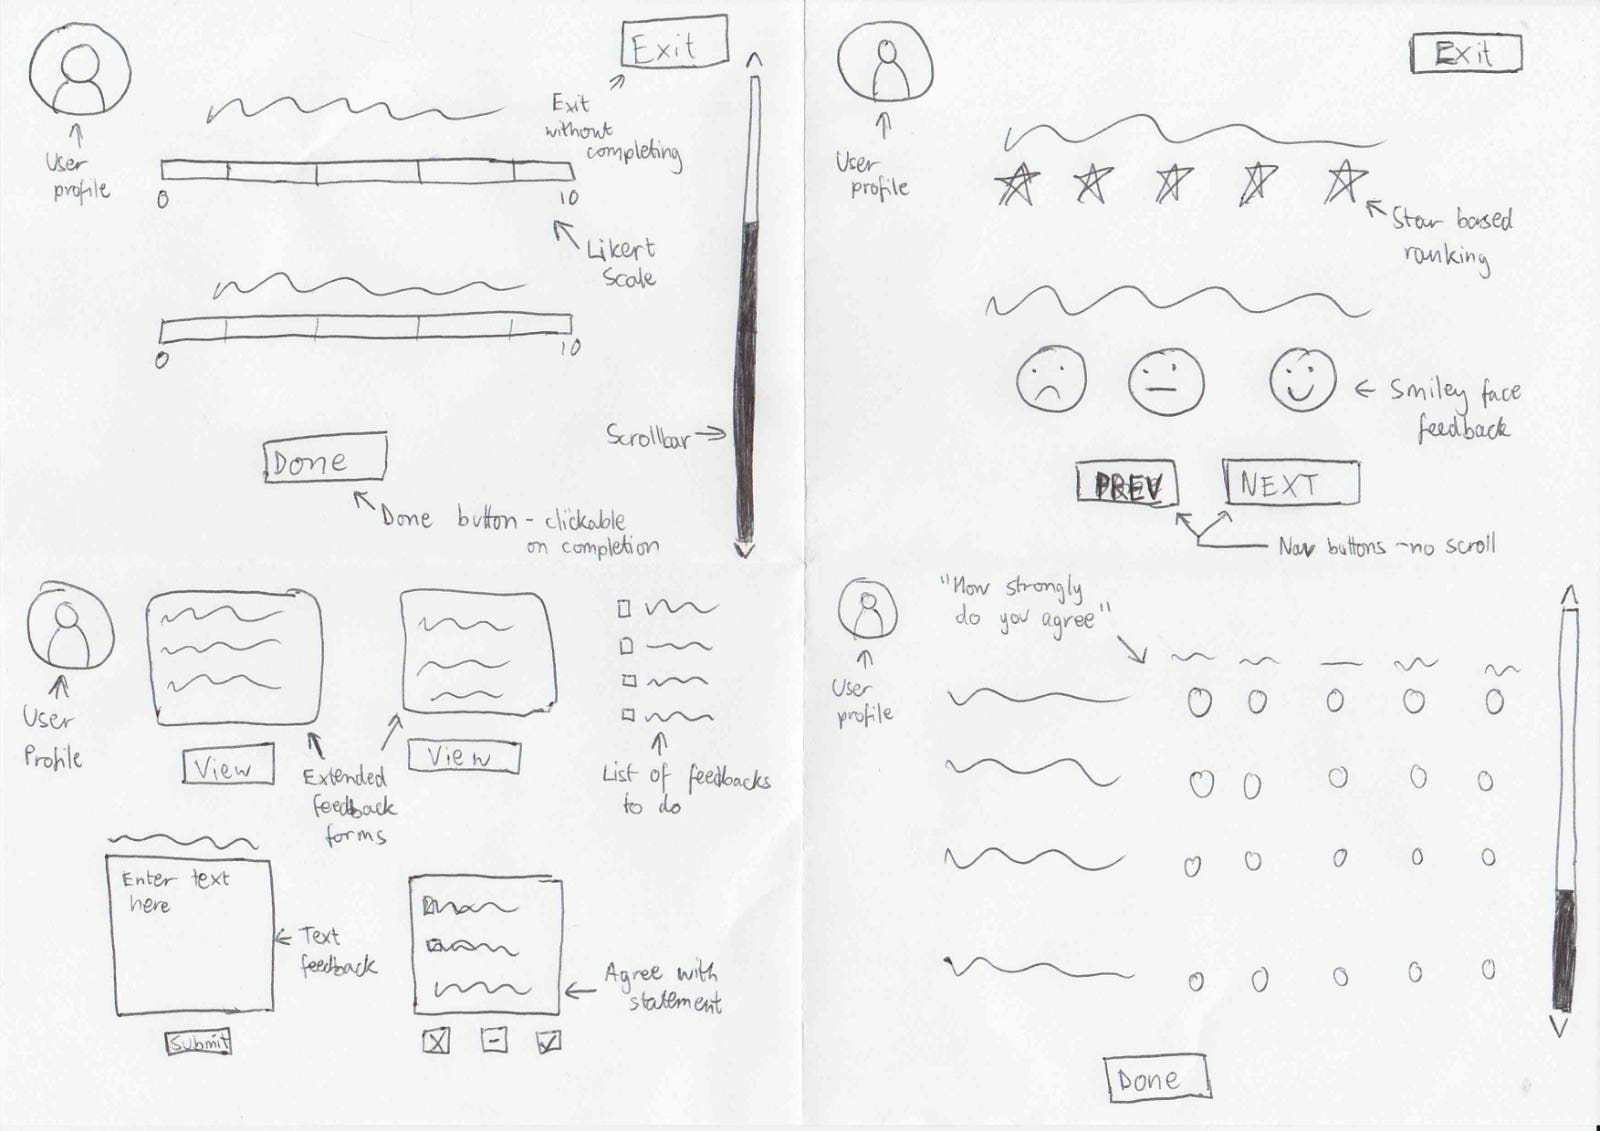 Exit
Exit
without
completing
User
profile
0
10
Likert
Scale
0
10
Scrollbar
Done
Done button - clickable
on completion
Exit
User
profile
Star based
ranking
Smiley face
feedback
PREV
NEXT
Nav buttons - no scroll
User
Profile
View
View
Extended
feedback
forms
List of feedbacks
to do
Enter text
here
Text
feedback
Submit
Agree with
statement
"How strongly
do you agree"
User
profile
Done